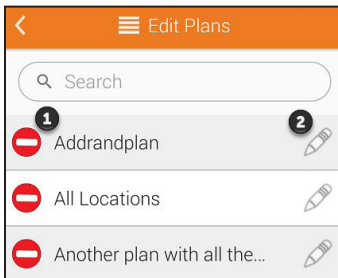 Edit Plans
Search
1
2
Addrandplan
All Locations
Another plan with all the...